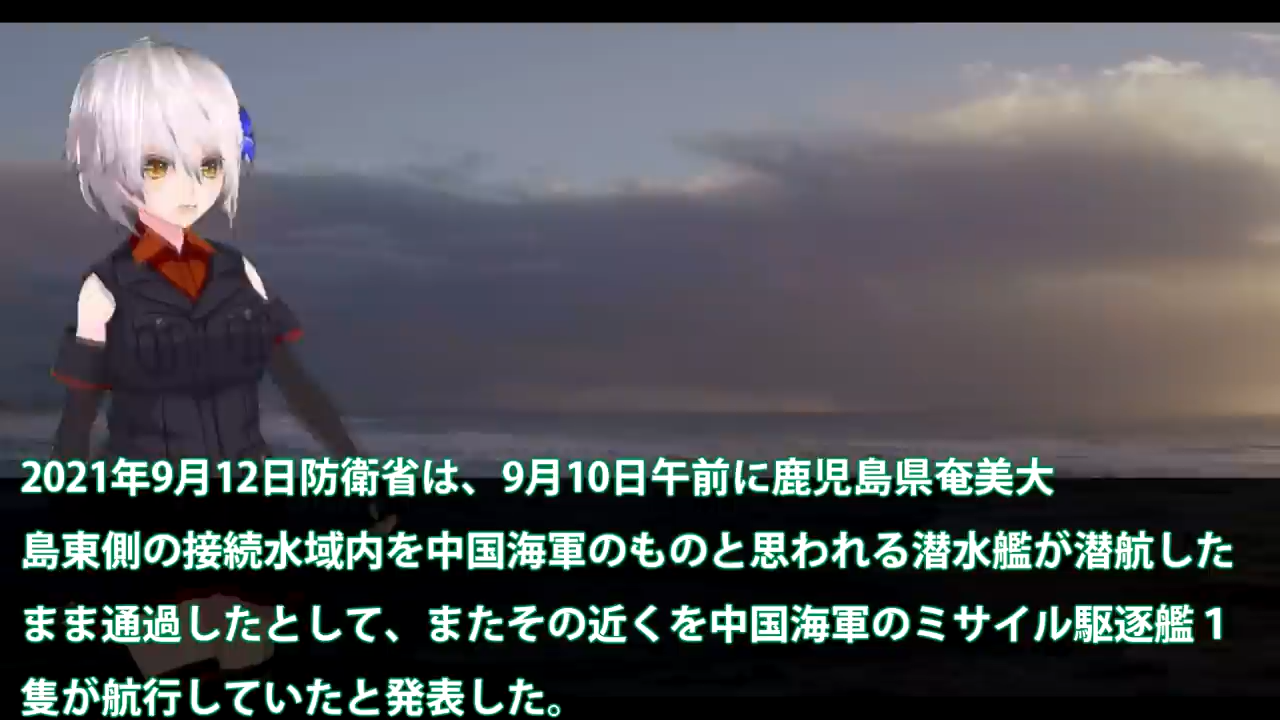 2021年9月12日防衛省は、9月10日午前に鹿児島県奄美大
島東側の接続水域内を中国海軍のものと思われる潜水艦が潜航した
まま通過したとして、またその近くを中国海軍のミサイル駆逐艦１
隻が航行していたと発表した。